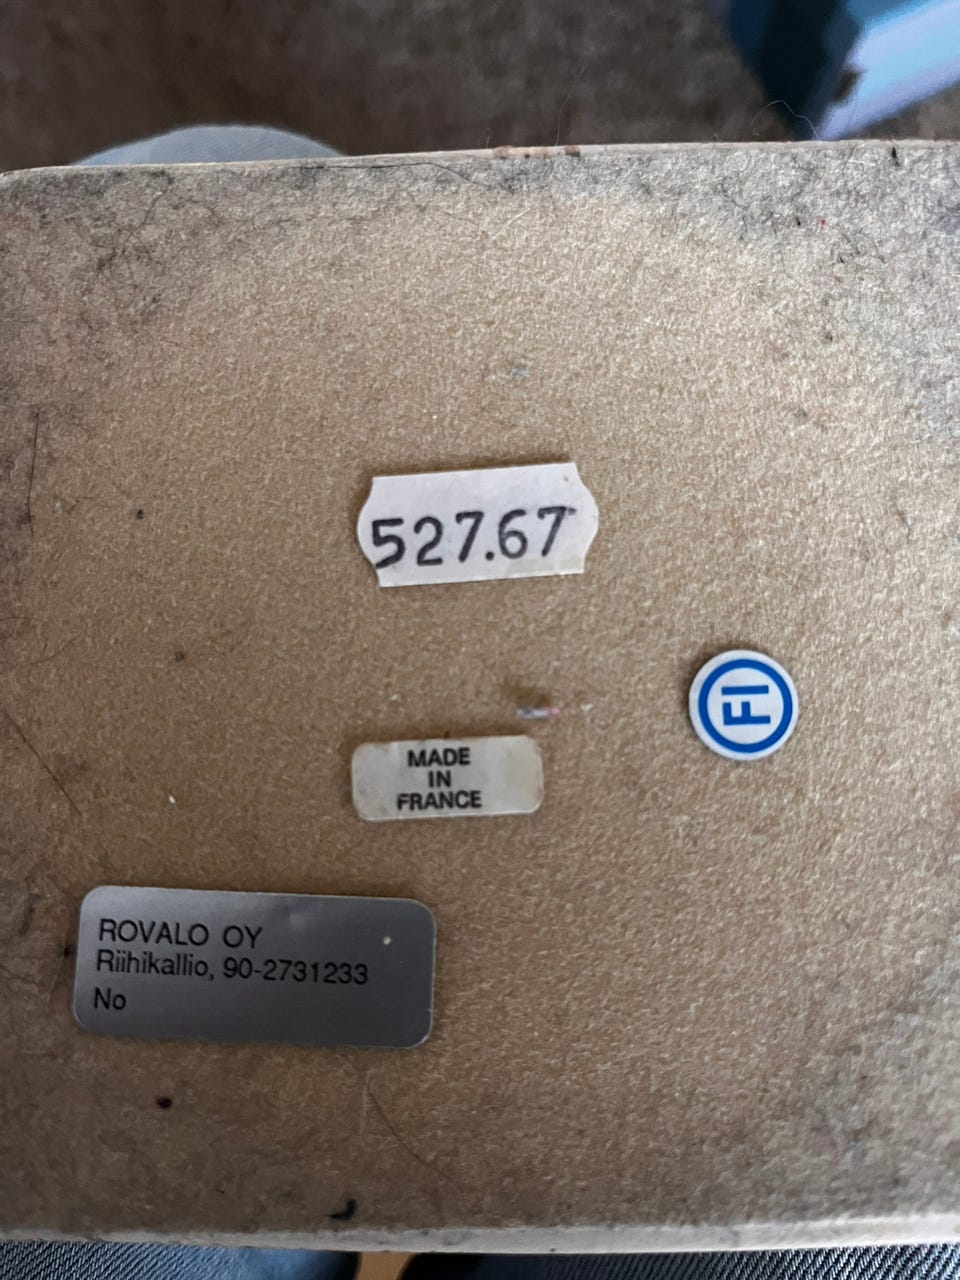 527.67
FI
MADE
IN
FRANCE
ROVALO OY
Riihikallio, 90-2731233
No